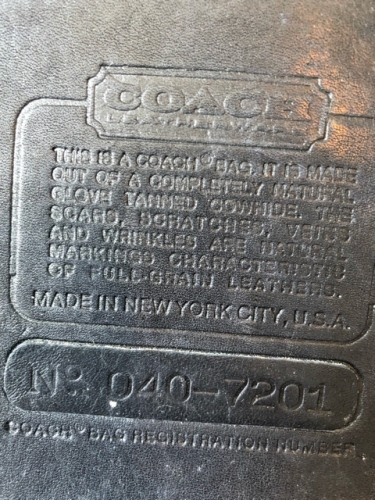 COACH
LEATHERWARE
THIS IS A COACH® BAG. IT IS MADE
OUT OF A COMPLETELY NATURAL
GLOVE TANNED COWHIDE. THE
SCARS, SCRATCHES, VEINS
AND WRINKLES ARE NATURAL
MARKINGS CHARACTERISTIC
OF FULL-GRAIN LEATHERS.
MADE IN NEW YORK CITY, U.S.A.
No 040-7201
COACH® BAG REGISTRATION NUMBER